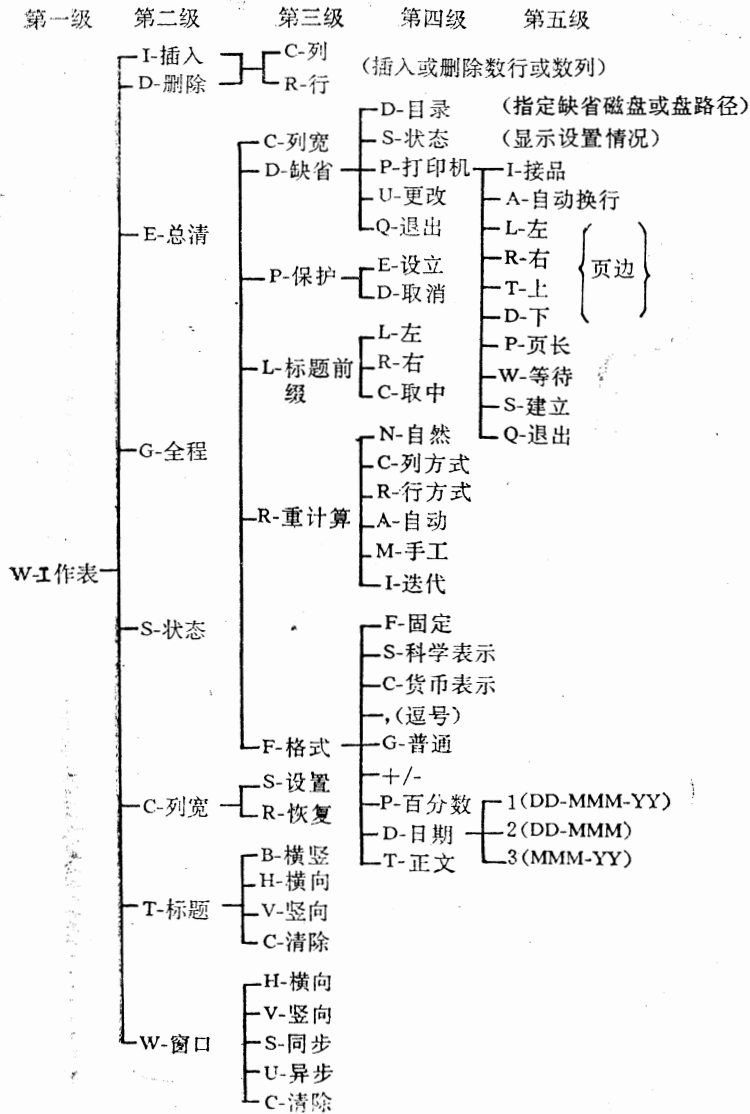 第一级 第二级 第三级 第四级 第五级
I-插入 C-列 (插入或删除数行或数列)
D-删除 R-行
D-目录 (指定缺省磁盘或盘路径)
C-列宽 S-状态 (显示设置情况)
D-缺省 P-打印机 I-接品
U-更改 A-自动换行
E-总清 Q-退出 L-左
P-保护 E-设立 R-右 页边
D-取消 T-上
D-下
L-左 P-页长
L-标题前缀 R-右 W-等待
C-取中 S-建立
G-全程 N-自然 Q-退出
C-列方式
R-行方式
R-重计算 A-自动
M-手工
W-工作表 I-迭代
S-状态 F-固定
S-科学表示
C-货币表示
,(逗号)
F-格式 G-普通
S-设置 +/-
C-列宽 R-恢复 P-百分数 1(DD-MMM-YY)
D-日期 2(DD-MMM)
B-横竖 T-正文 3(MMM-YY)
H-横向
T-标题 V-竖向
C-清除
H-横向
V-竖向
W-窗口 S-同步
U-异步
C-清除